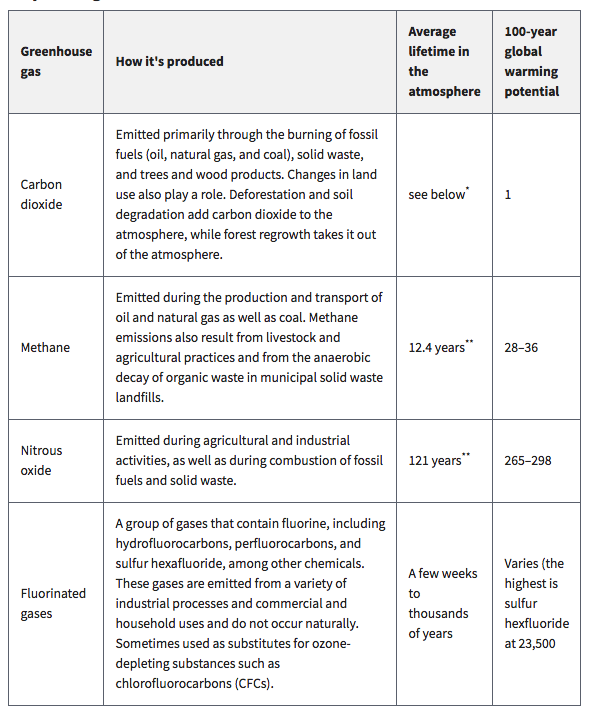 Greenhouse
gas
How it's produced
Average
lifetime in
the
atmosphere
100-year
global
warming
potential
Carbon
dioxide
Emitted primarily through the burning of fossil
fuels (oil, natural gas, and coal), solid waste,
and trees and wood products. Changes in land
use also play a role. Deforestation and soil
degradation add carbon dioxide to the
atmosphere, while forest regrowth takes it out
of the atmosphere.
see below*
1
Methane
Emitted during the production and transport of
oil and natural gas as well as coal. Methane
emissions also result from livestock and
agricultural practices and from the anaerobic
decay of organic waste in municipal solid waste
landfills.
12.4 years**
28–36
Nitrous
oxide
Emitted during agricultural and industrial
activities, as well as during combustion of fossil
fuels and solid waste.
121 years**
265–298
Fluorinated
gases
A group of gases that contain fluorine, including
hydrofluorocarbons, perfluorocarbons, and
sulfur hexafluoride, among other chemicals.
These gases are emitted from a variety of
industrial processes and commercial and
household uses and do not occur naturally.
Sometimes used as substitutes for ozone-
depleting substances such as
chlorofluorocarbons (CFCs).
A few weeks
to
thousands
of years
Varies (the
highest is
sulfur
hexfluoride
at 23,500